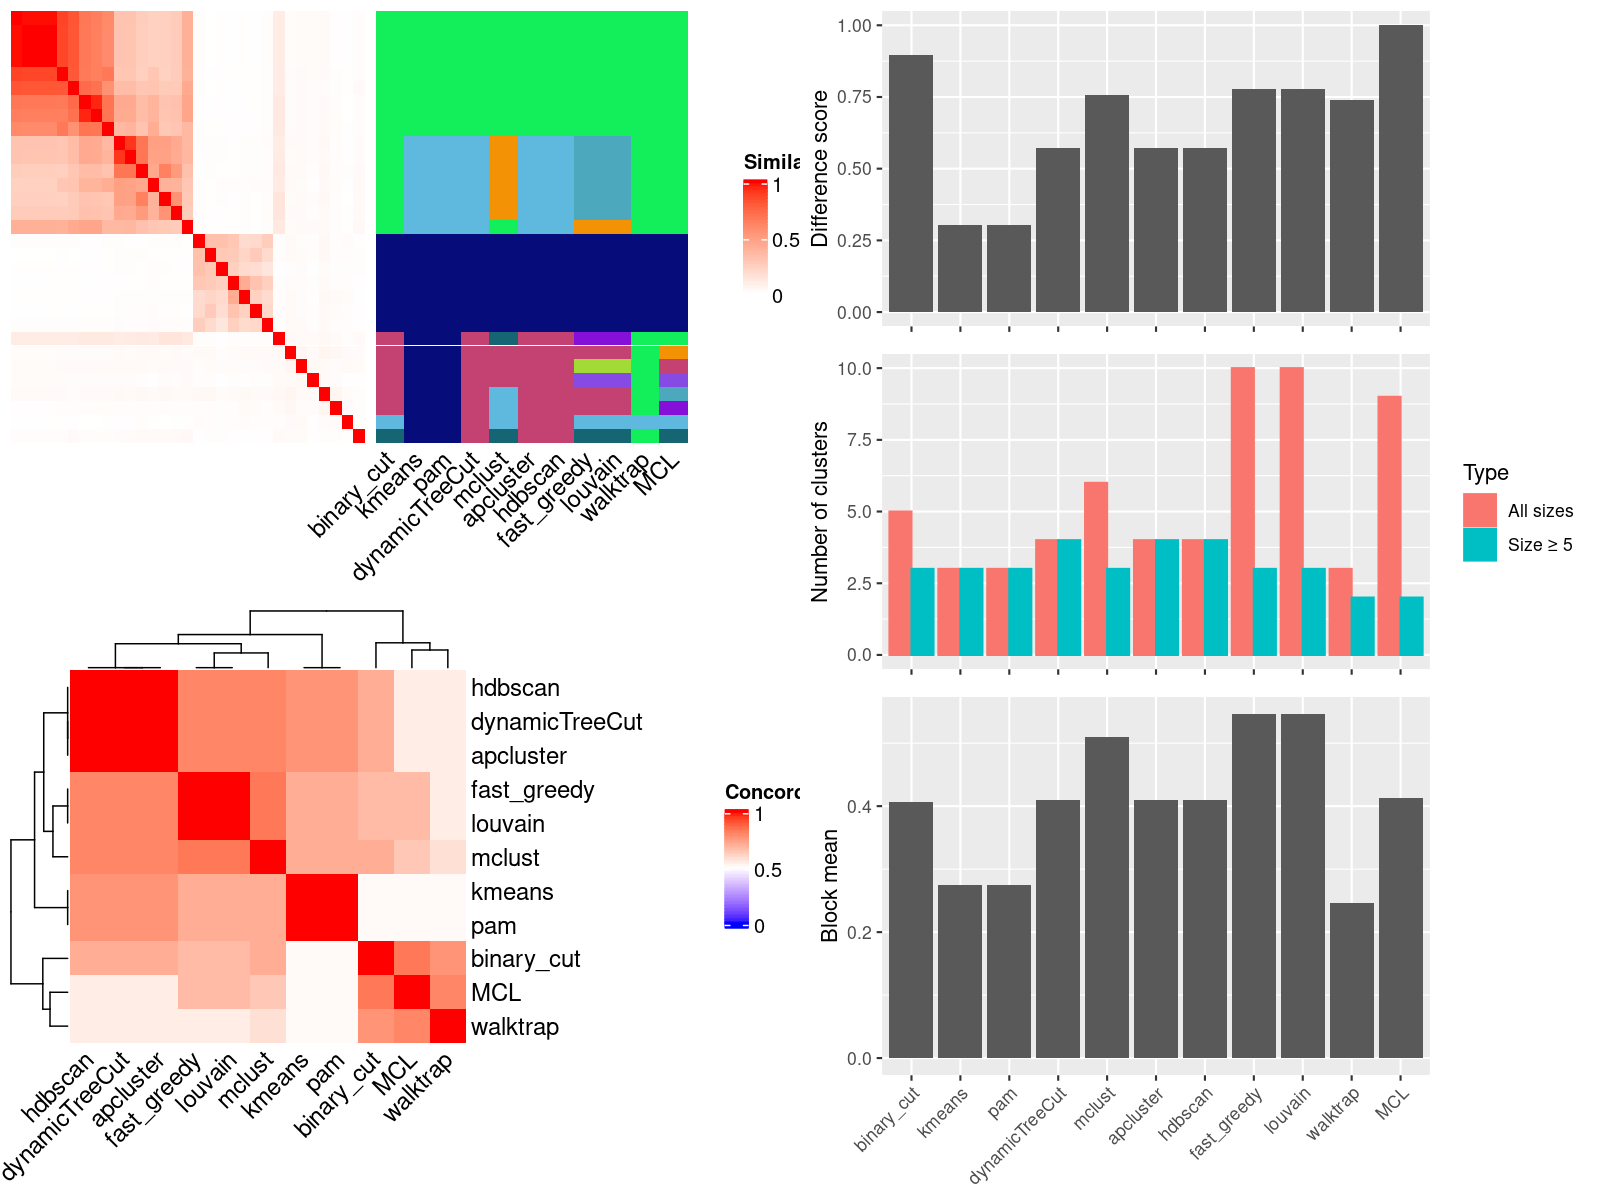 Simila
1
0.5
0
binary_cut
kmeans
pam
dynamicTreeCut
mclust
apcluster
hdbscan
fast_greedy
louvain
walktrap
MCL
hdbscan
dynamicTreeCut
apcluster
fast_greedy
louvain
mclust
kmeans
pam
binary_cut
MCL
walktrap
hdbscan
dynamicTreeCut
apcluster
fast_greedy
louvain
mclust
kmeans
pam
binary_cut
MCL
walktrap
Concord
1
0.5
0
Difference score
1.00
0.75
0.50
0.25
0.00
Number of clusters
10.0
7.5
5.0
2.5
0.0
Type
All sizes
Size ≥ 5
Block mean
0.4
0.2
0.0
binary_cut
kmeans
pam
dynamicTreeCut
mclust
apcluster
hdbscan
fast_greedy
louvain
walktrap
MCL